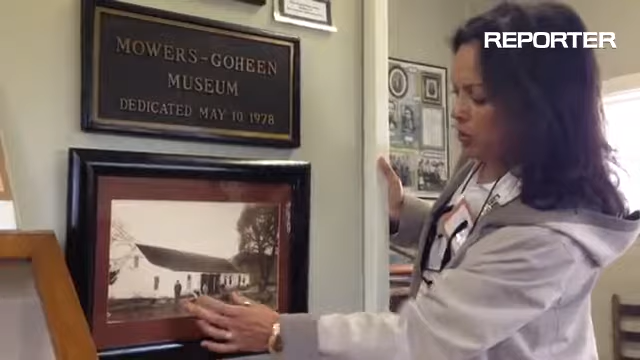 REPORTER
MOWERS-GOHEEN
MUSEUM
DEDICATED MAY 10 1978